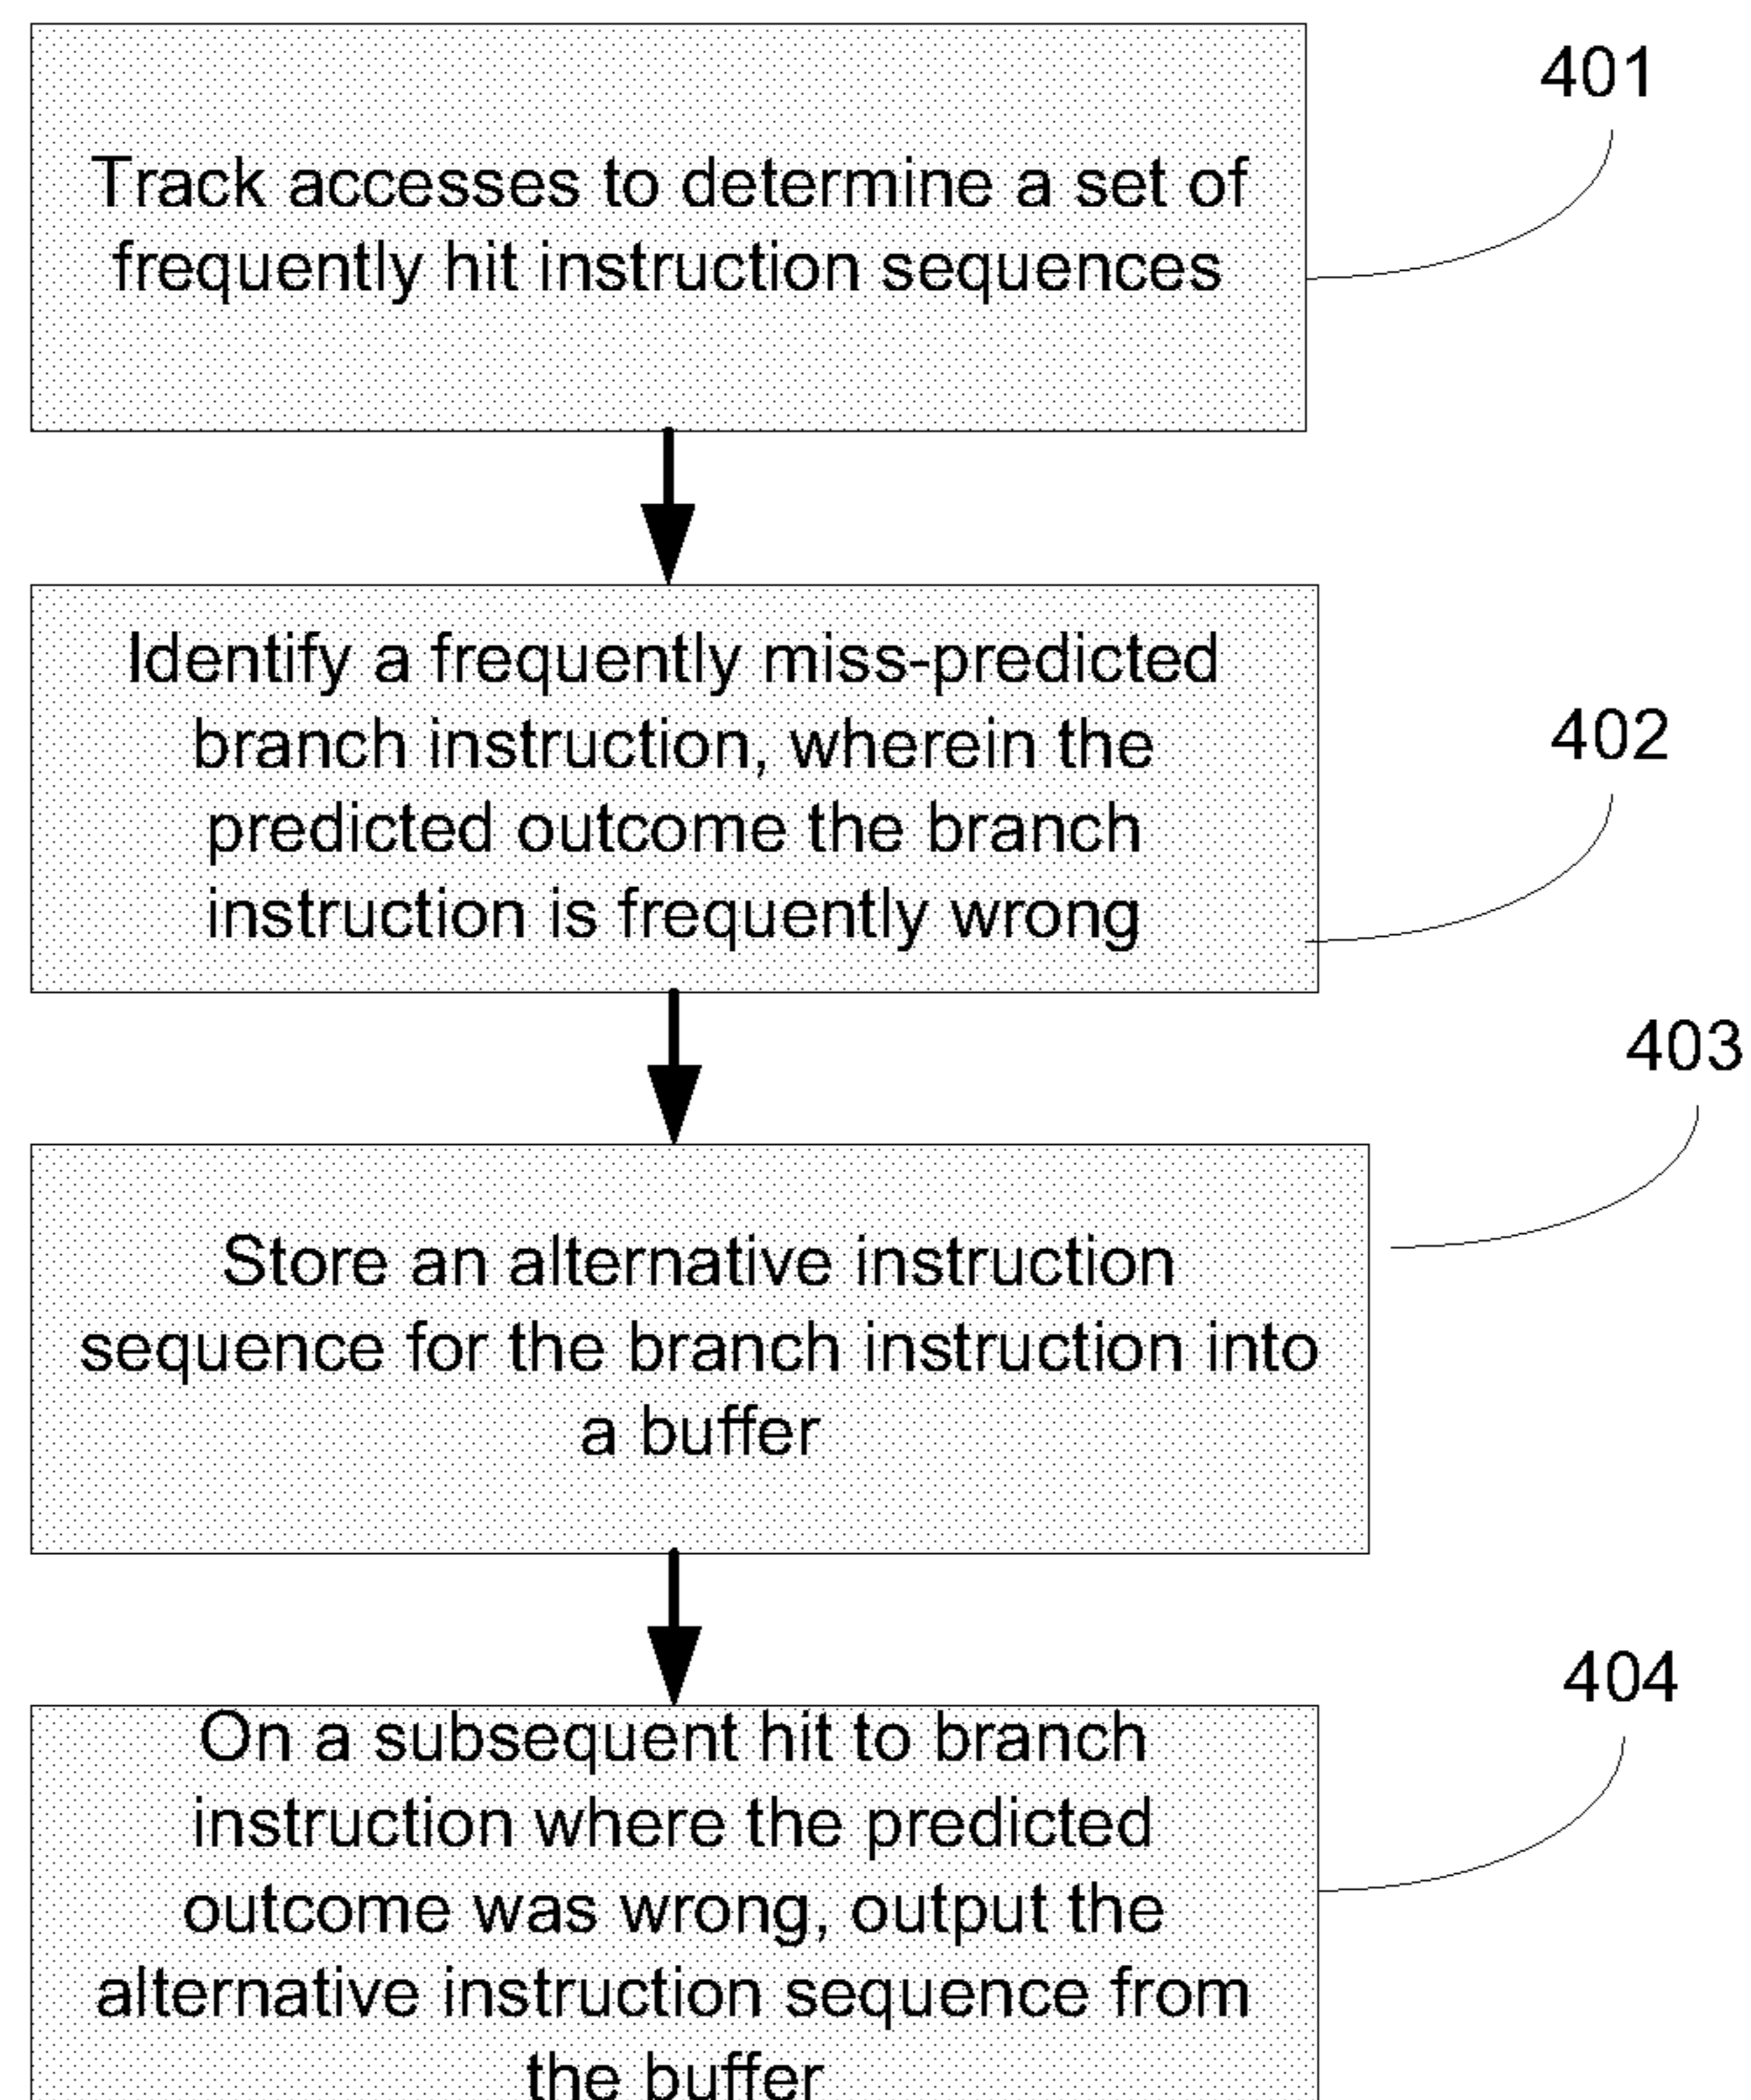 401
Track accesses to determine a set of
frequently hit instruction sequences
Identify a frequently miss-predicted
branch instruction, wherein the
402
predicted outcome the branch
instruction is frequently wrong
403
Store an alternative instruction
sequence for the branch instruction into
a buffer
404
On a subsequent hit to branch
instruction where the predicted
outcome was wrong, output the
alternative instruction sequence from
the buffer